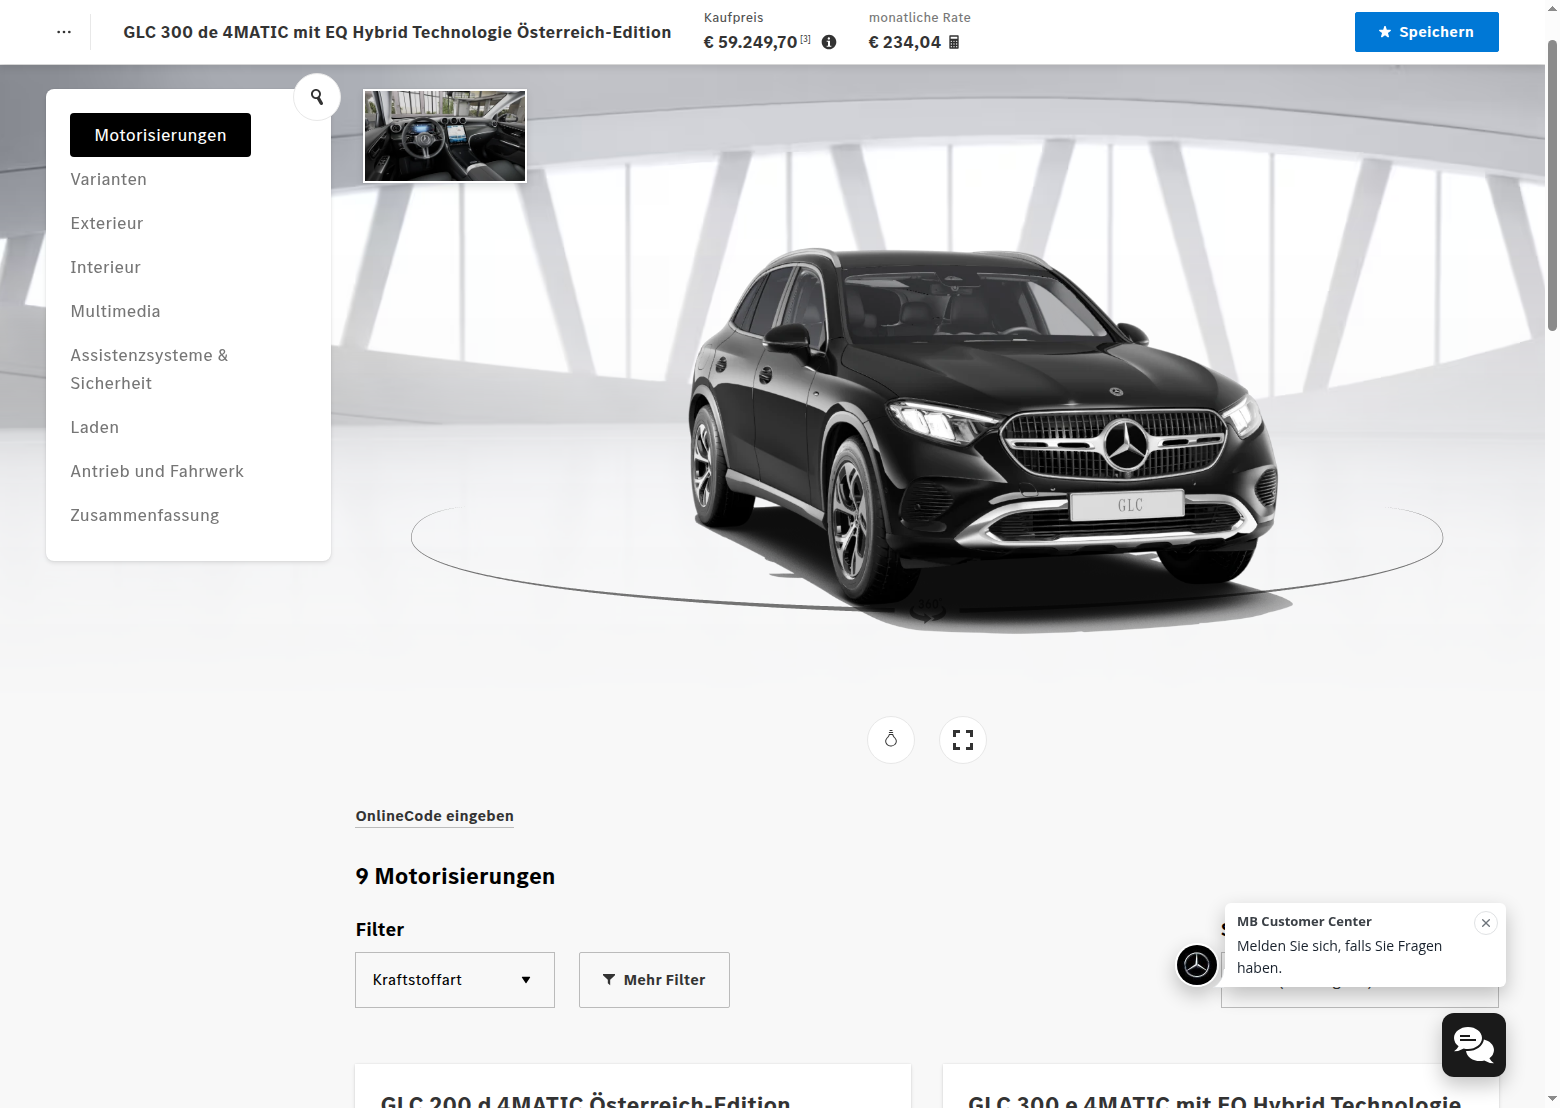 ...
GLC 300 de 4MATIC mit EQ Hybrid Technologie Österreich-Edition
Kaufpreis
€ 59.249,70 [3]
monatliche Rate
€ 234,04
Speichern
Motorisierungen
Varianten
Exterieur
Interieur
Multimedia
Assistenzsysteme &
Sicherheit
Laden
Antrieb und Fahrwerk
Zusammenfassung
GLC
360°
OnlineCode eingeben
9 Motorisierungen
Filter
Kraftstoffart
Mehr Filter
MB Customer Center
Melden Sie sich, falls Sie Fragen
haben.
GLC 200 d 4MATIC Österreich-Edition
GLC 300 e 4MATIC mit EQ Hybrid Technologie